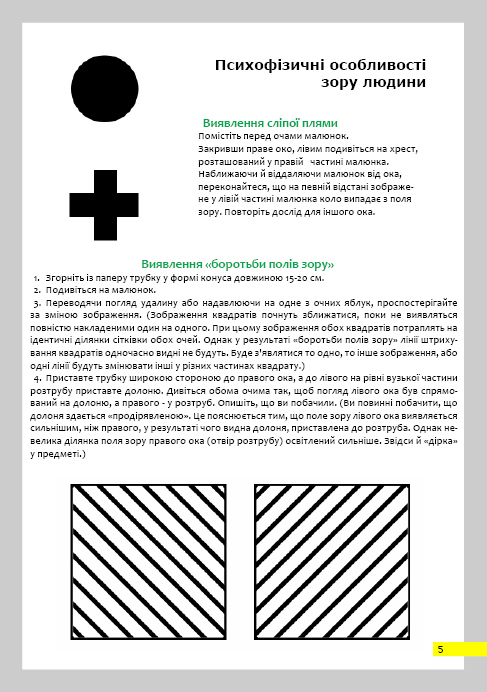 Психофізичні особливості
зору людини
Виявлення сліпої плями
Помістіть перед очами малюнок.
Закривши праве око, лівим подивіться на хрест,
розташований у правій частині малюнка.
Наближаючи й віддаляючи малюнок від ока,
переконайтеся, що на певній відстані зображе-
не у лівій частині малюнка коло випадає з поля
зору. Повторіть дослід для іншого ока.
Виявлення «боротьби полів зору»
1. Згорніть із паперу трубку у формі конуса довжиною 15-20 см.
2. Подивіться на малюнок.
3. Переводячи погляд удалину або надавлюючи на одне з очних яблук, проспостерігайте
за зміною зображення. (Зображення квадратів почнуть зближатися, поки не виявляться
повністю накладеними один на одного. При цьому зображення обох квадратів потраплять на
ідентичні ділянки сітківки обох очей. Однак у результаті «боротьби полів зору» лінії штриху-
вання квадратів одночасно видні не будуть. Буде з'являтися то одно, то інше зображення, або
одні лінії будуть змінювати інші у різних частинах квадрату.)
4. Приставте трубку широкою стороною до правого ока, а до лівого на рівні вузької частини
розтрубу приставте долоню. Дивіться обома очима так, щоб погляд лівого ока був спрямо-
ваний на долоню, а правого - у розтруб. Опишіть, що ви побачили. (Ви повинні побачити, що
долоня здається «продірявленою». Це пояснюється тим, що поле зору лівого ока виявляється
сильнішим, ніж правого, у результаті чого видна долоня, приставлена до розтруба. Однак не-
велика ділянка поля зору правого ока (отвір розтрубу) освітлений сильніше. Звідси й «дірка»
у предметі.)
5